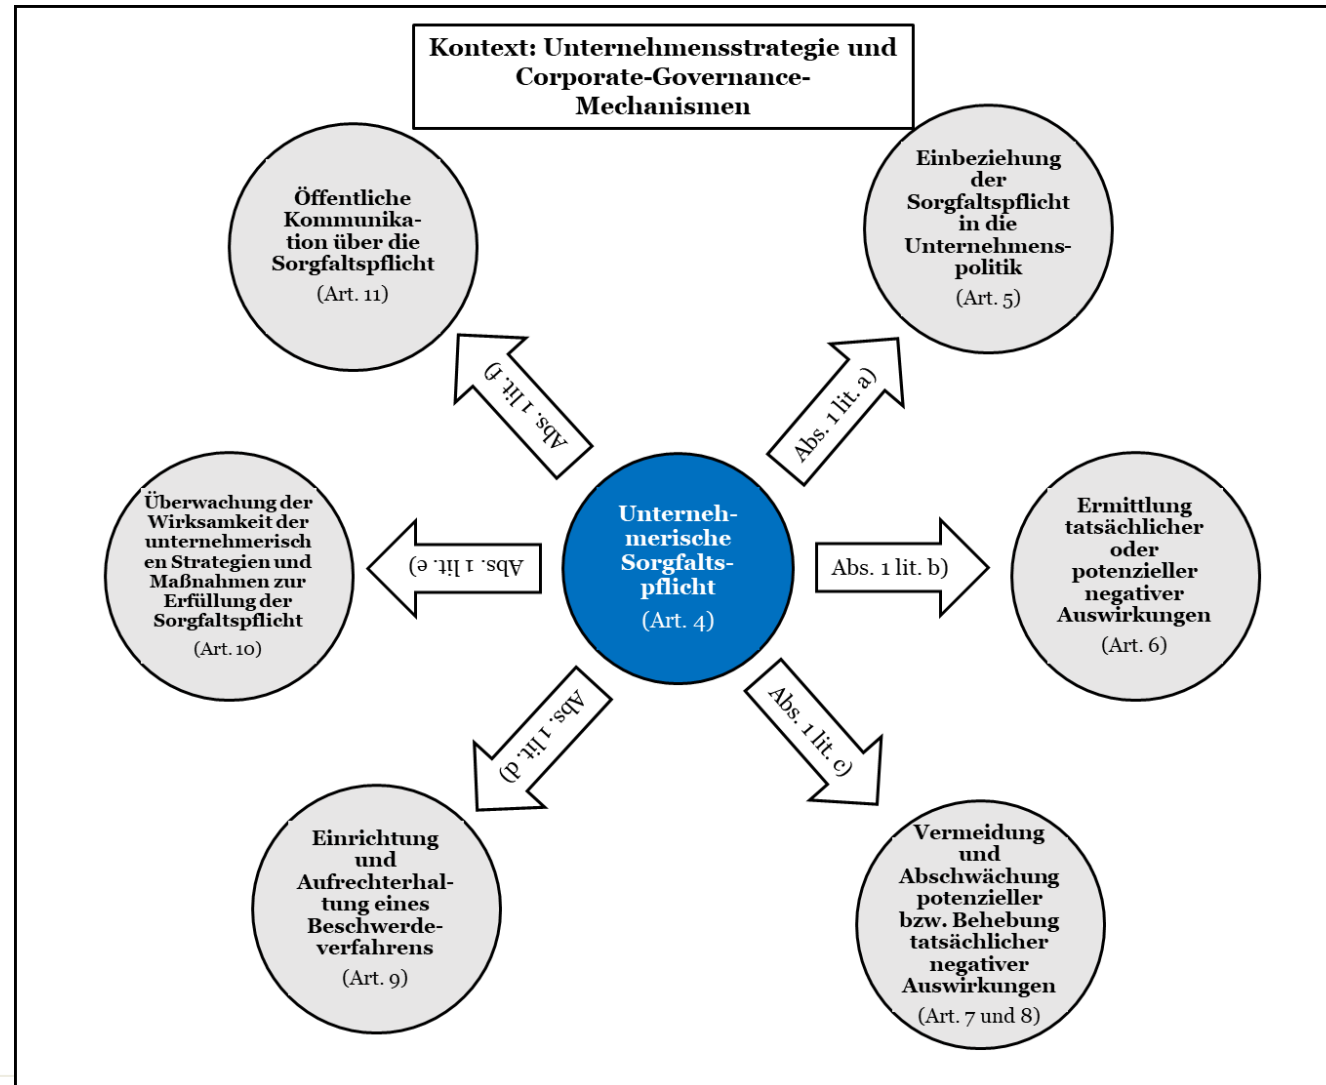 Kontext: Unternehmensstrategie und
Corporate-Governance-
Mechanismen
Öffentliche
Kommunika-
tion über die
Sorgfaltspflicht
(Art. 11)
Einbeziehung
der
Sorgfaltspflicht
in die
Unternehmens-
politik
(Art. 5)
Abs. 1 lit. f)
Abs. 1 lit. a)
Überwachung der
Wirksamkeit der
unternehmerisch
en Strategien und
Maßnahmen zur
Erfüllung der
Sorgfaltspflicht
(Art. 10)
Abs. 1 lit. e)
Unterneh-
merische
Sorgfalts-
pflicht
(Art. 4)
Abs. 1 lit. b)
Ermittlung
tatsächlicher
oder
potenzieller
negativer
Auswirkungen
(Art. 6)
Abs. 1 lit. d)
Abs. 1 lit. c)
Einrichtung
und
Aufrechterhal-
tung eines
Beschwerde-
verfahrens
(Art. 9)
Vermeidung
und
Abschwächung
potenzieller
bzw. Behebung
tatsächlicher
negativer
Auswirkungen
(Art. 7 und 8)